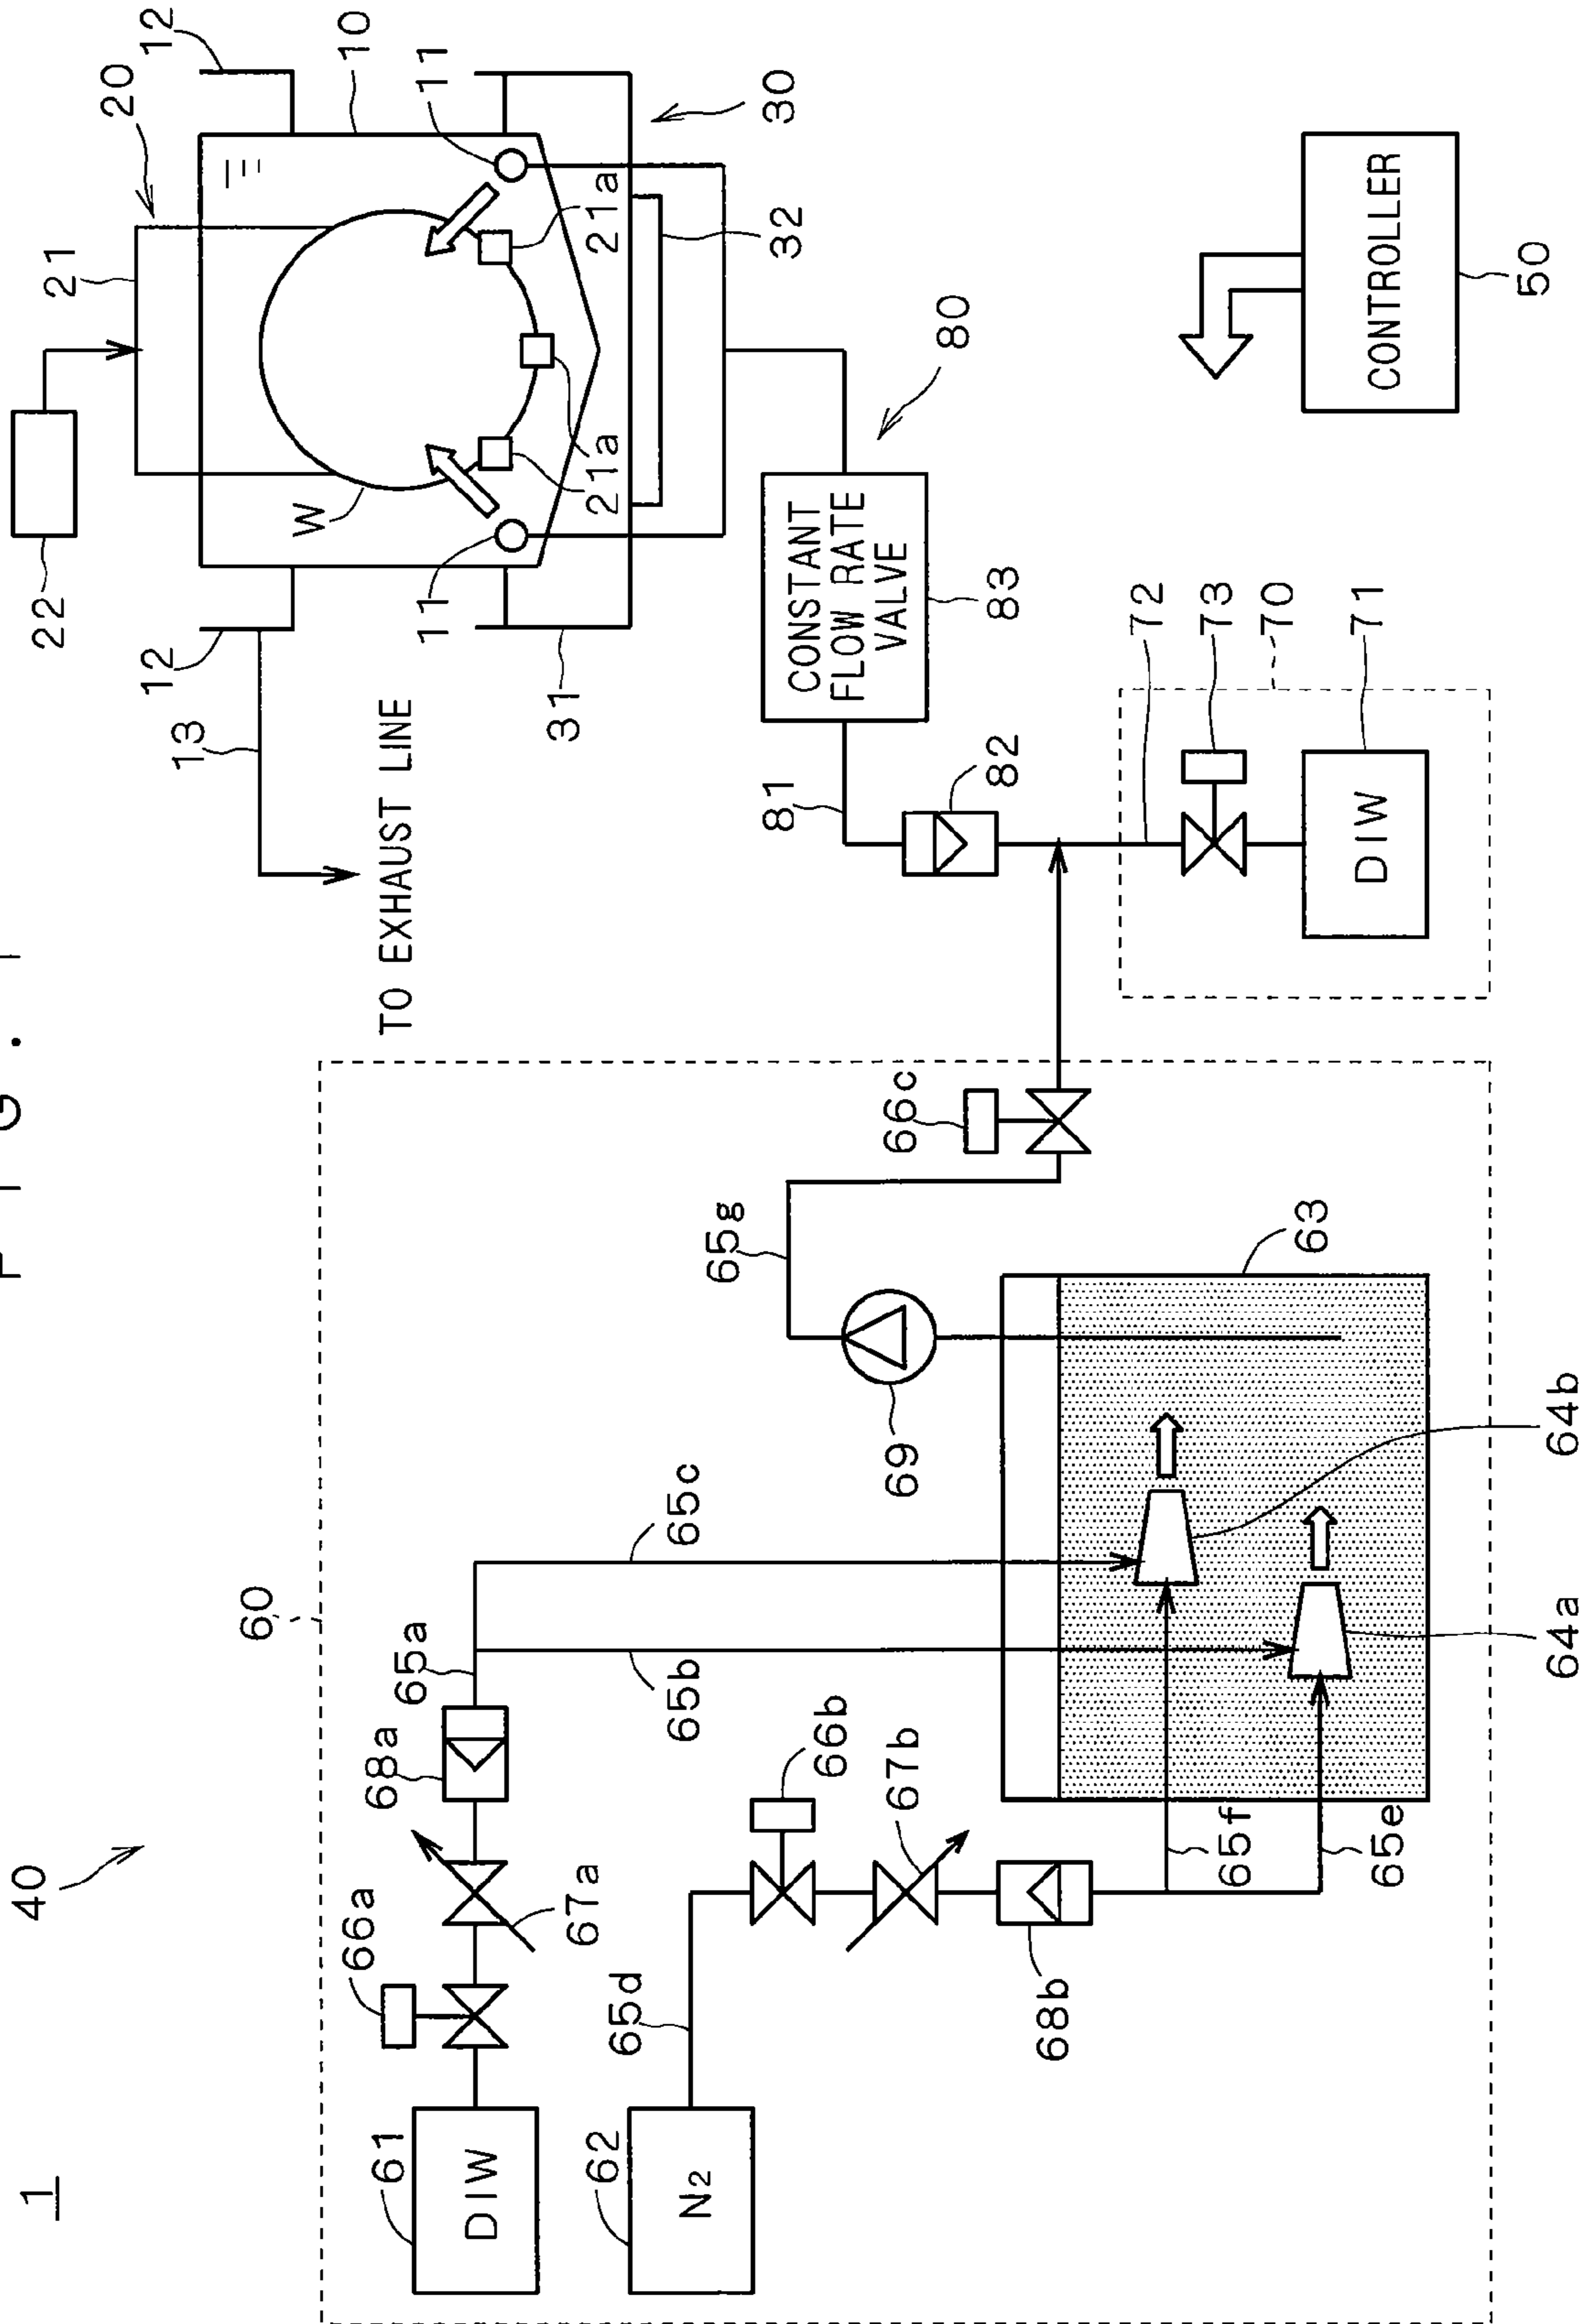 FIG. 1
1
40
60
61
DIW
66a
67a
68a
65a
65b
65c
62
N2
65d
66b
67b
68b
65f
65e
63
64a
64b
69
65g
66c
TO EXHAUST LINE
13
12
22
21
20
12
10
W
11
11
21a
21a
21a
30
31
32
80
81
82
CONSTANT
FLOW RATE
VALVE
83
72
73
70
71
DIW
CONTROLLER
50